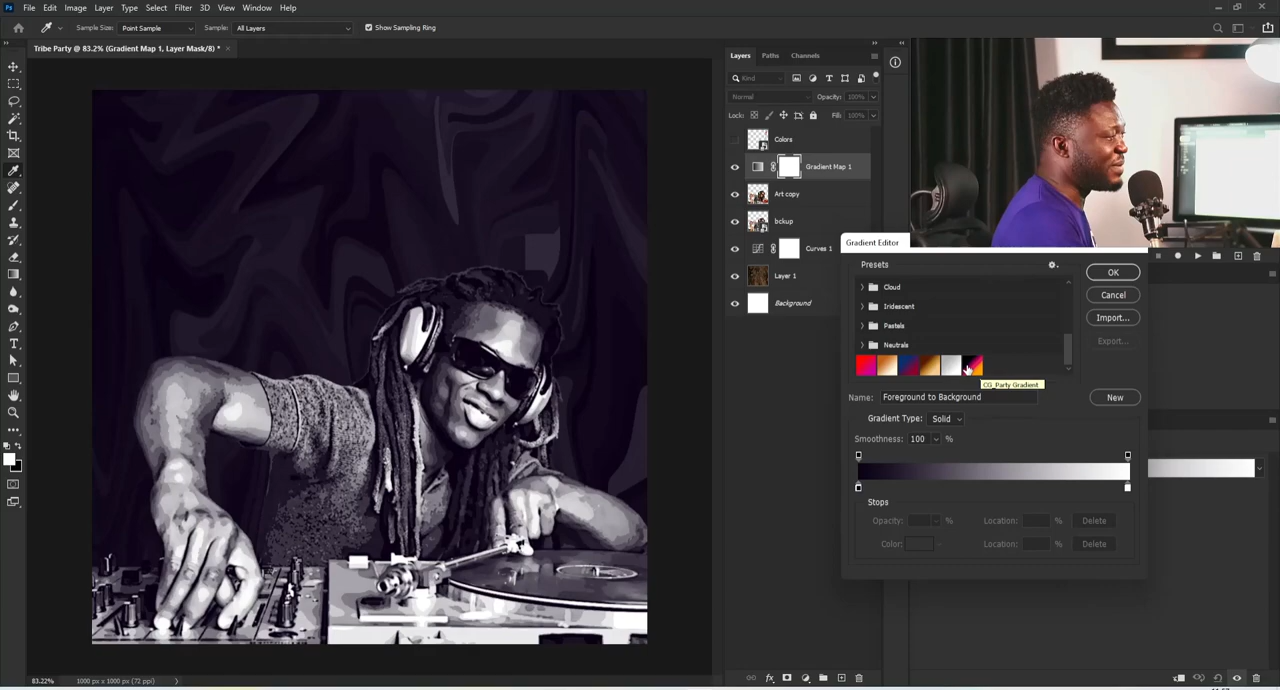 Ps File Edit Image Layer Type Select Filter 3D View Window Help
Sample Size: Point Sample Sample: All Layers Show Sampling Ring
Tribe Party @ 83.2% (Gradient Map 1, Layer Mask/8) *
Layers Paths Channels
Kind
Normal Opacity: 100%
Lock: Fill: 100%
Colors
Gradient Map 1
Art copy
bckup
Curves 1
Layer 1
Background
Gradient Editor
Presets
OK
Cancel
Import...
Export...
Cloud
Iridescent
Pastels
Neutrals
CG_Party Gradient
Name: Foreground to Background
New
Gradient Type: Solid
Smoothness: 100 %
Stops
Opacity: % Location: % Delete
Color: Location: % Delete
83.22% 1000 px x 1000 px (72 ppi)